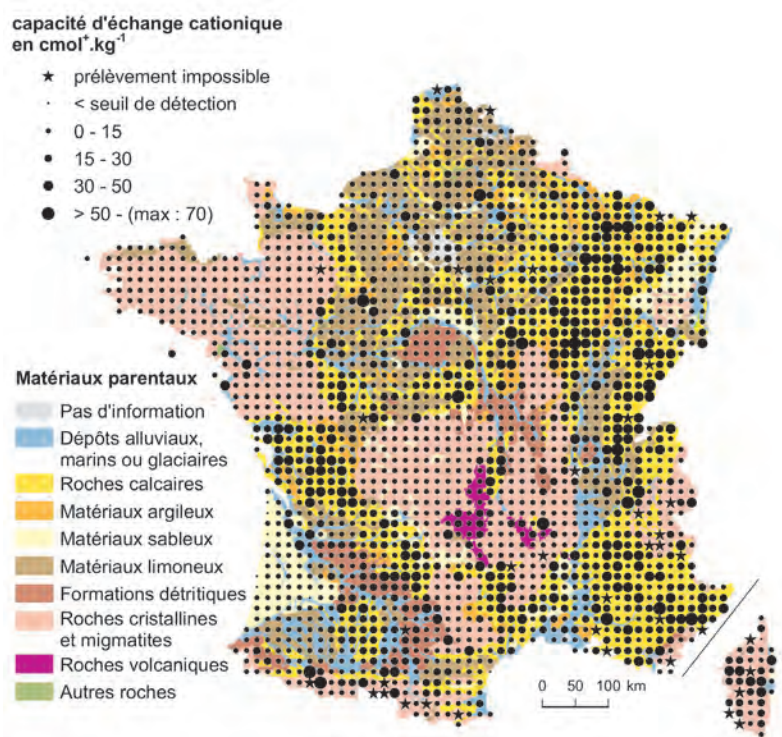 capacité d'échange cationique
en cmol⁺.kg⁻¹
prélèvement impossible
< seuil de détection
0 - 15
15 - 30
30 - 50
> 50 - (max : 70)
Matériaux parentaux
Pas d'information
Dépôts alluviaux,
marins ou glaciaires
Roches calcaires
Matériaux argileux
Matériaux sableux
Matériaux limoneux
Formations détritiques
Roches cristallines
et migmatites
Roches volcaniques
Autres roches
0 50 100 km